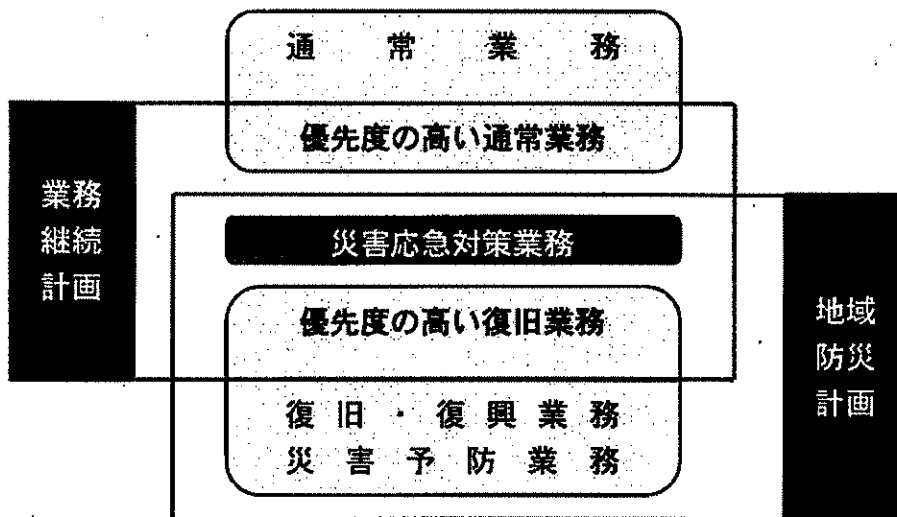 通常業務
優先度の高い通常業務
業務
継続
計画
災害応急対策業務
優先度の高い復旧業務
地域
防災
計画
復旧・復興業務
災害予防業務